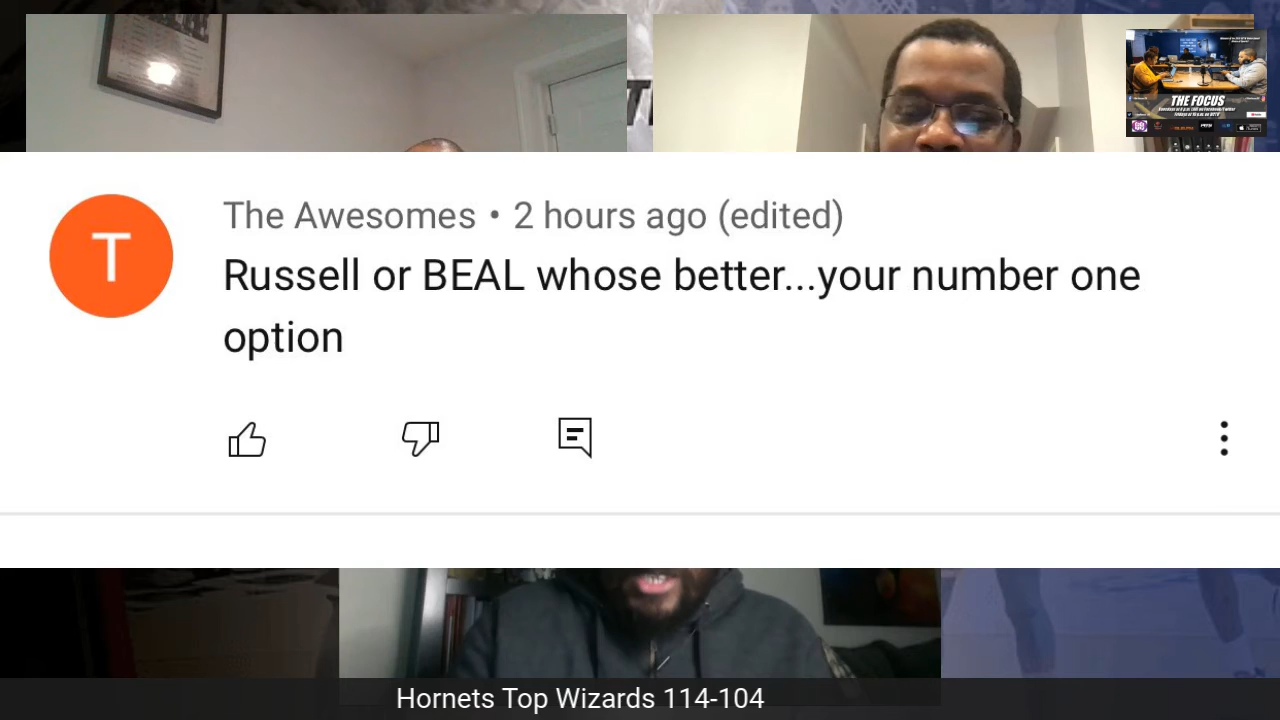 THE FOCUS
T
The Awesomes • 2 hours ago (edited)
Russell or BEAL whose better...your number one
option
Hornets Top Wizards 114-104